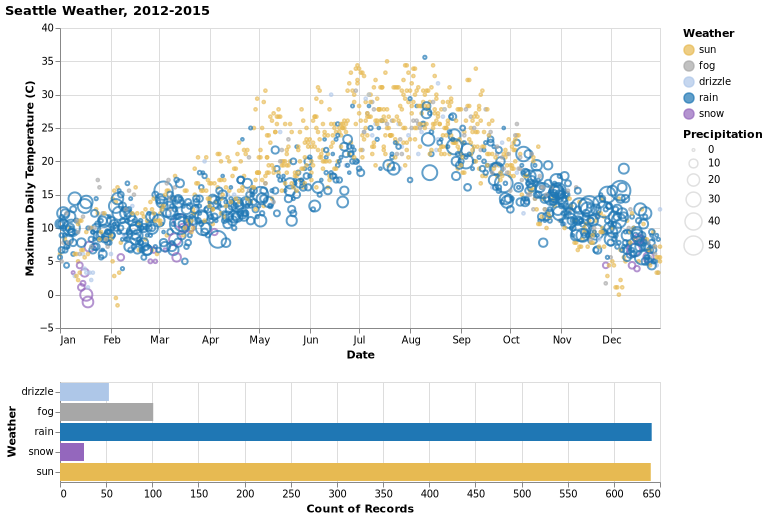 Seattle Weather, 2012-2015
Maximum Daily Temperature (C)
40
35
30
25
20
15
10
5
0
−5
Jan Feb Mar Apr May Jun Jul Aug Sep Oct Nov Dec
Date
Weather
sun
fog
drizzle
rain
snow
Precipitation
0
10
20
30
40
50
Weather
drizzle
fog
rain
snow
sun
0 50 100 150 200 250 300 350 400 450 500 550 600 650
Count of Records